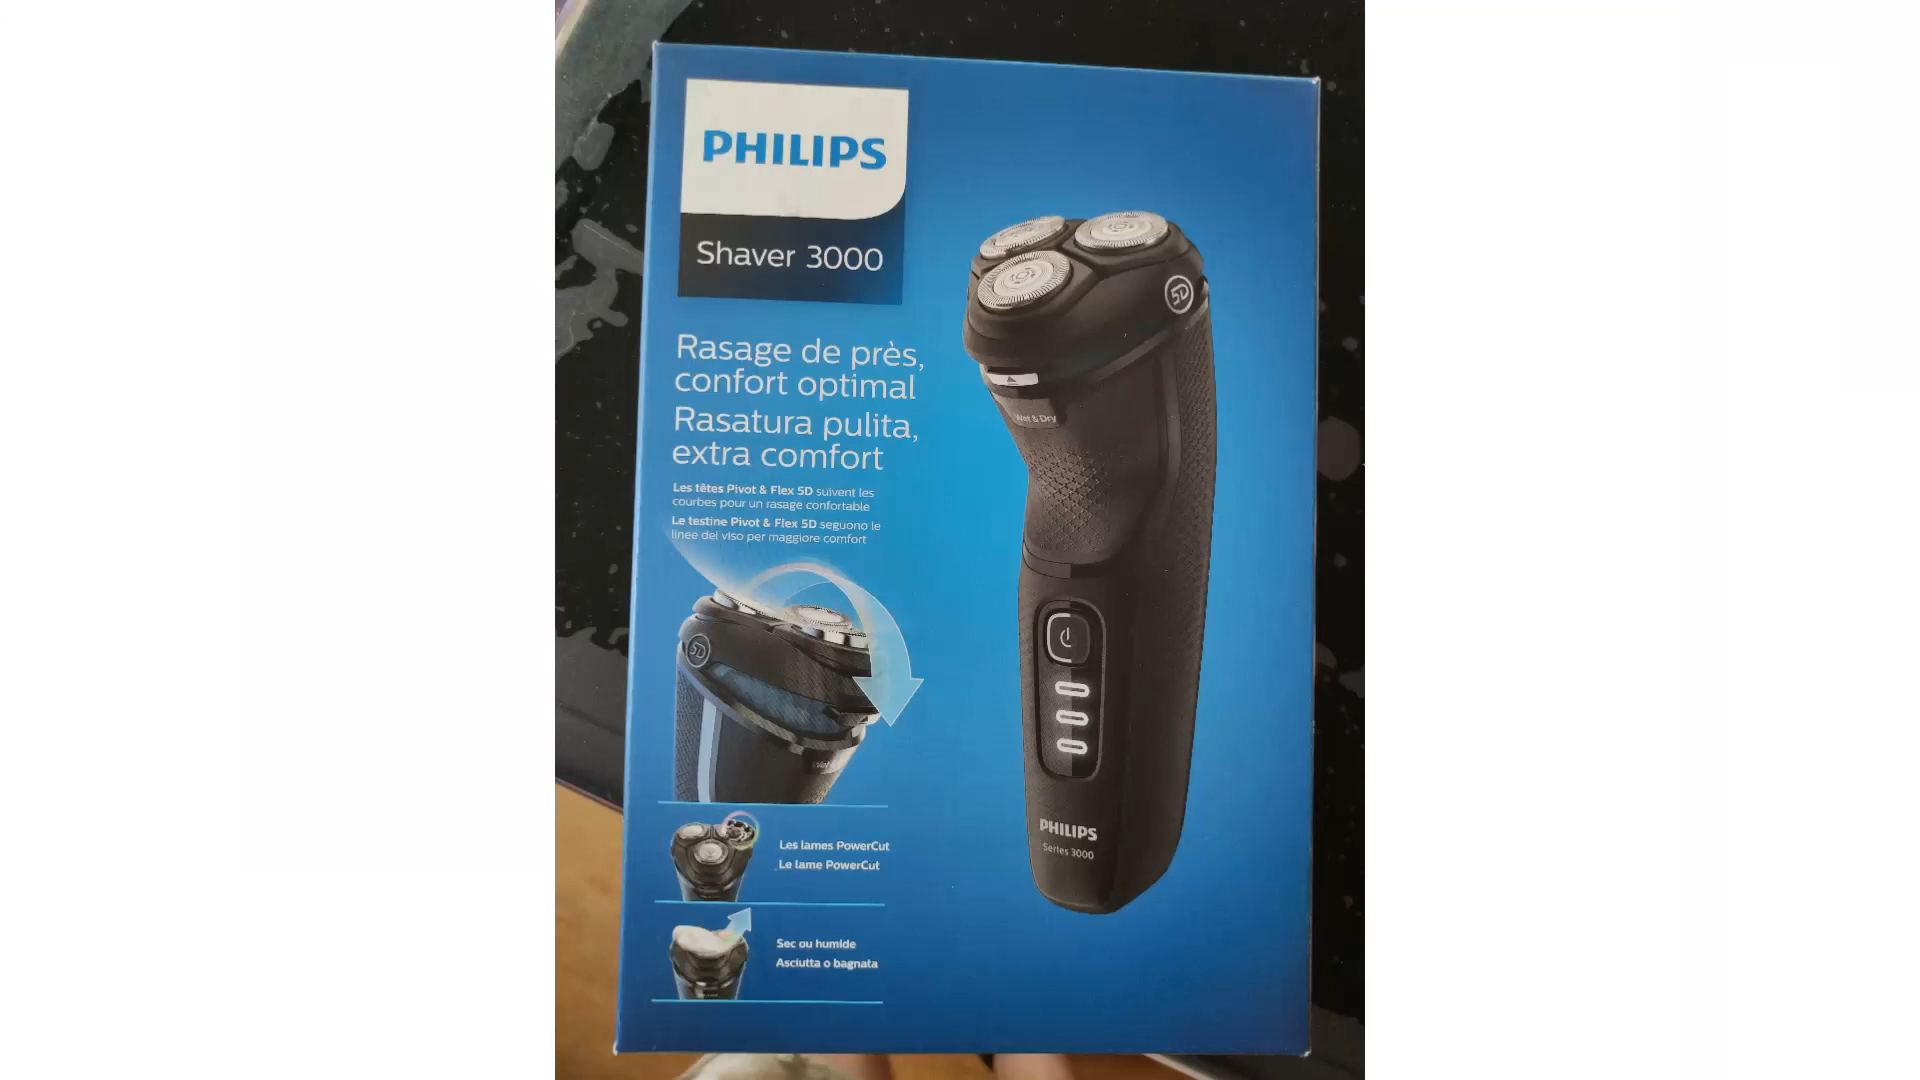 PHILIPS
Shaver 3000
Rasage de près,
confort optimal
Rasatura pulita,
extra comfort
Les têtes Pivot & Flex 5D suivent les
courbes pour un rasage confortable
Le testine Pivot & Flex 5D seguono le
linee del viso per maggiore comfort
5D
Wet & Dry
5D
Wet
PHILIPS
Series 3000
Les lames PowerCut
Le lame PowerCut
Sec ou humide
Asciutta o bagnata